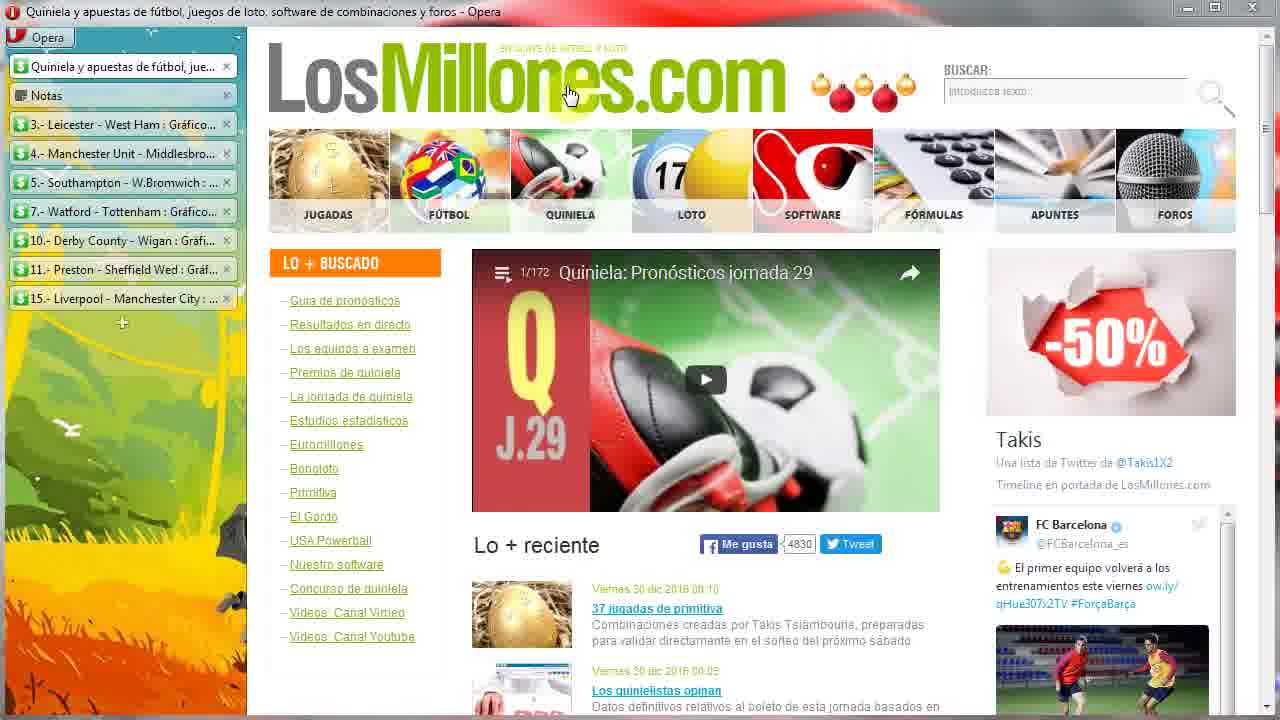 Quiniela y apuestas de fútbol, juegos de loto, software de combinaciones y foros - Opera
Opera
Quiniela y apuestas de fútbol, jue...
Notas
3.- Leicester - West Ham : Gráfico...
4.- Manchester Unit - Middlesbro...
5.- Southampton - W.Bromwich : ...
7.- Watford - Tottenham : Gráfico...
10.- Derby County - Wigan : Gráfi...
11.- Preston - Sheffield Wed : Gráf...
15.- Liverpool - Manchester City : ...
LosMillones.com
BUSCAR:
Introduzca texto...
JUGADAS
FÚTBOL
QUINIELA
17
LOTO
SOFTWARE
FÓRMULAS
APUNTES
FOROS
LO + BUSCADO
Guia de pronósticos
Resultados en directo
Los equipos a examen
Premios de quiniela
La jornada de quiniela
Estudios estadísticos
Euromillones
Bonoloto
Primitiva
El Gordo
USA Powerball
Nuestro software
Concurso de quiniela
Videos: Canal Vimeo
Videos: Canal Youtube
1/172 Quiniela: Pronósticos jornada 29
Q
J.29
Lo + reciente
Me gusta 4830 Tweet
Viernes 30 dic 2016 08:10
37 jugadas de primitiva
Combinaciones creadas por Takis Tsiambouris, preparadas
para validar directamente en el sorteo del próximo sábado
Viernes 30 dic 2016 08:05
Los quinielistas opinan
Datos definitivos relativos al boleto de esta jornada basados en
-50%
Takis
Una lista de Twitter de @Takis1X2
Timeline en portada de LosMillones.com
FC Barcelona
@FCBarcelona_es
El primer equipo volverá a los
entrenamientos este viernes ow.ly/
qHue307x2TV #ForçaBarça